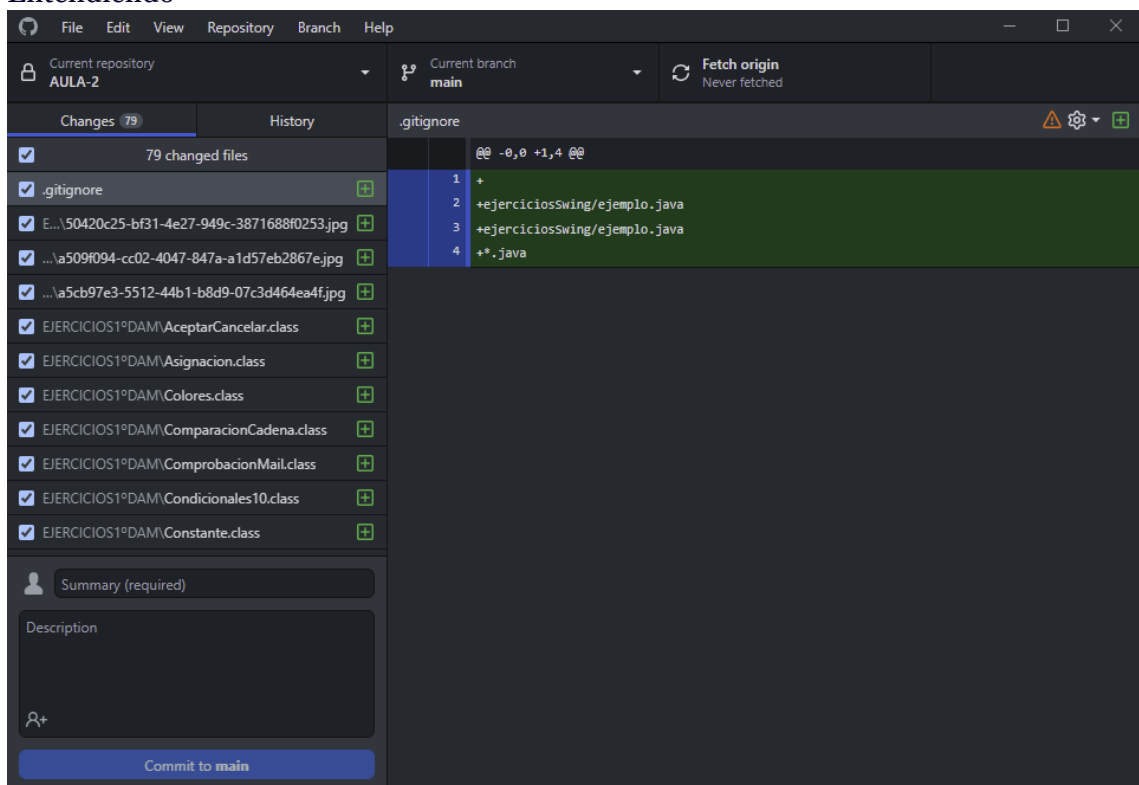 Entendiendo
File Edit View Repository Branch Help
Current repository
AULA-2
Current branch
main
Fetch origin
Never fetched
Changes 79
History
.gitignore
79 changed files
@@ -0,0 +1,4 @@
.gitignore
1 +
E...\50420c25-bf31-4e27-949c-3871688f0253.jpg
2 +ejerciciosSwing/ejemplo.java
...\a509f094-cc02-4047-847a-a1d57eb2867e.jpg
3 +ejerciciosSwing/ejemplo.java
4 +*.java
...\a5cb97e3-5512-44b1-b8d9-07c3d464ea4f.jpg
EJERCICIOS1ºDAM\AceptarCancelar.class
EJERCICIOS1ºDAM\Asignacion.class
EJERCICIOS1ºDAM\Colores.class
EJERCICIOS1ºDAM\ComparacionCadena.class
EJERCICIOS1ºDAM\ComprobacionMail.class
EJERCICIOS1ºDAM\Condicionales10.class
EJERCICIOS1ºDAM\Constante.class
Summary (required)
Description
Commit to main